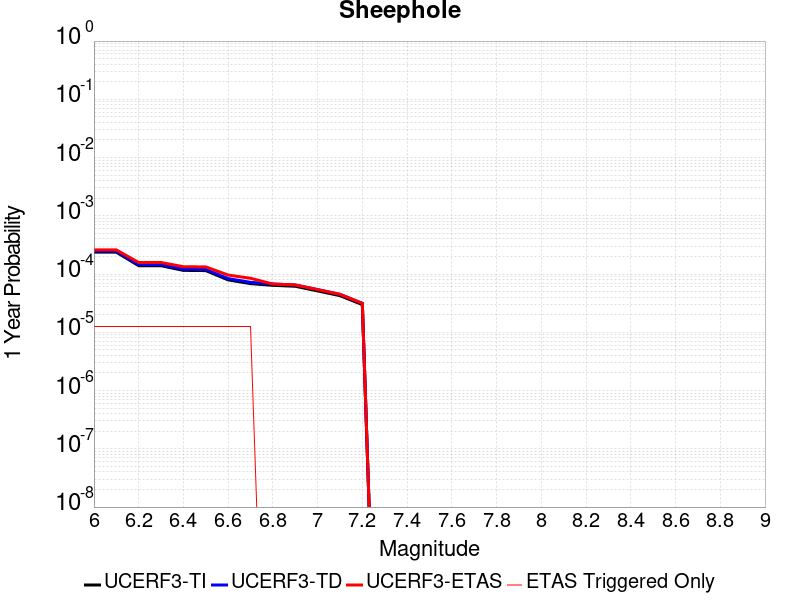 Sheephole
10^0
10^-1
10^-2
10^-3
10^-4
10^-5
10^-6
10^-7
10^-8
1 Year Probability
6 6.2 6.4 6.6 6.8 7 7.2 7.4 7.6 7.8 8 8.2 8.4 8.6 8.8 9
Magnitude
UCERF3-TI UCERF3-TD UCERF3-ETAS ETAS Triggered Only